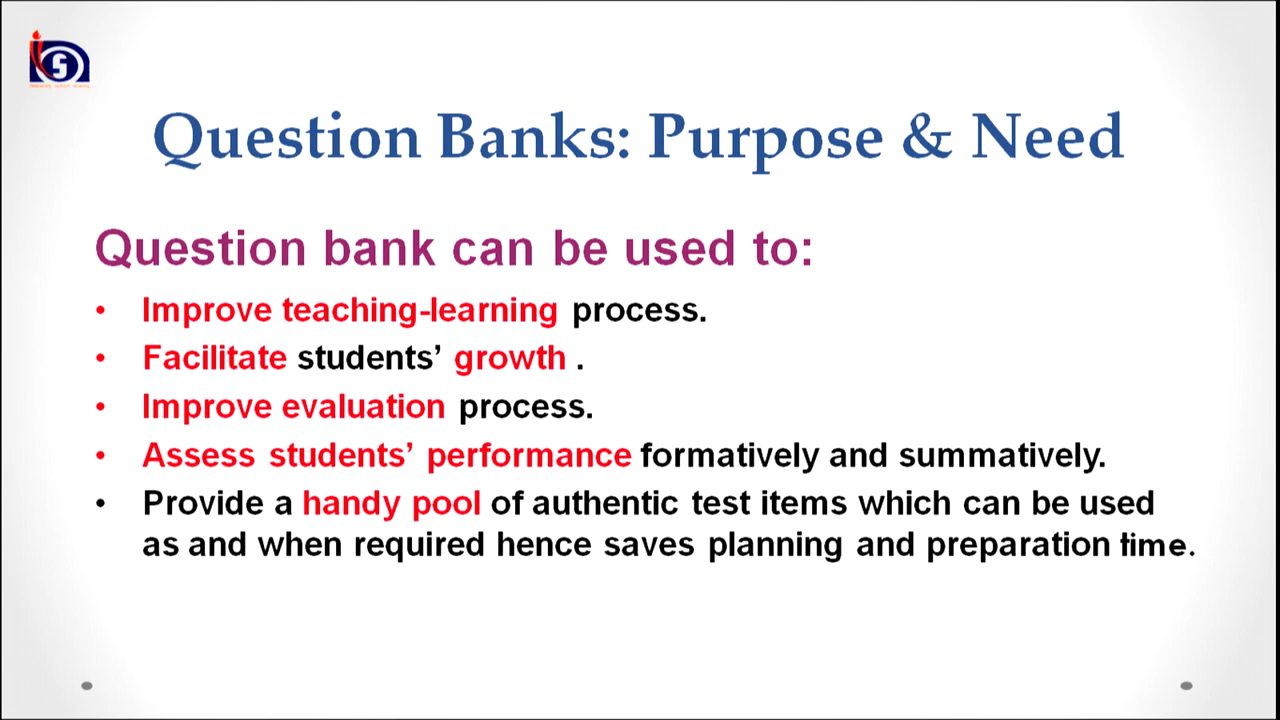 Question Banks: Purpose & Need
Question bank can be used to:
• Improve teaching-learning process.
• Facilitate students’ growth .
• Improve evaluation process.
• Assess students’ performance formatively and summatively.
• Provide a handy pool of authentic test items which can be used
as and when required hence saves planning and preparation time.